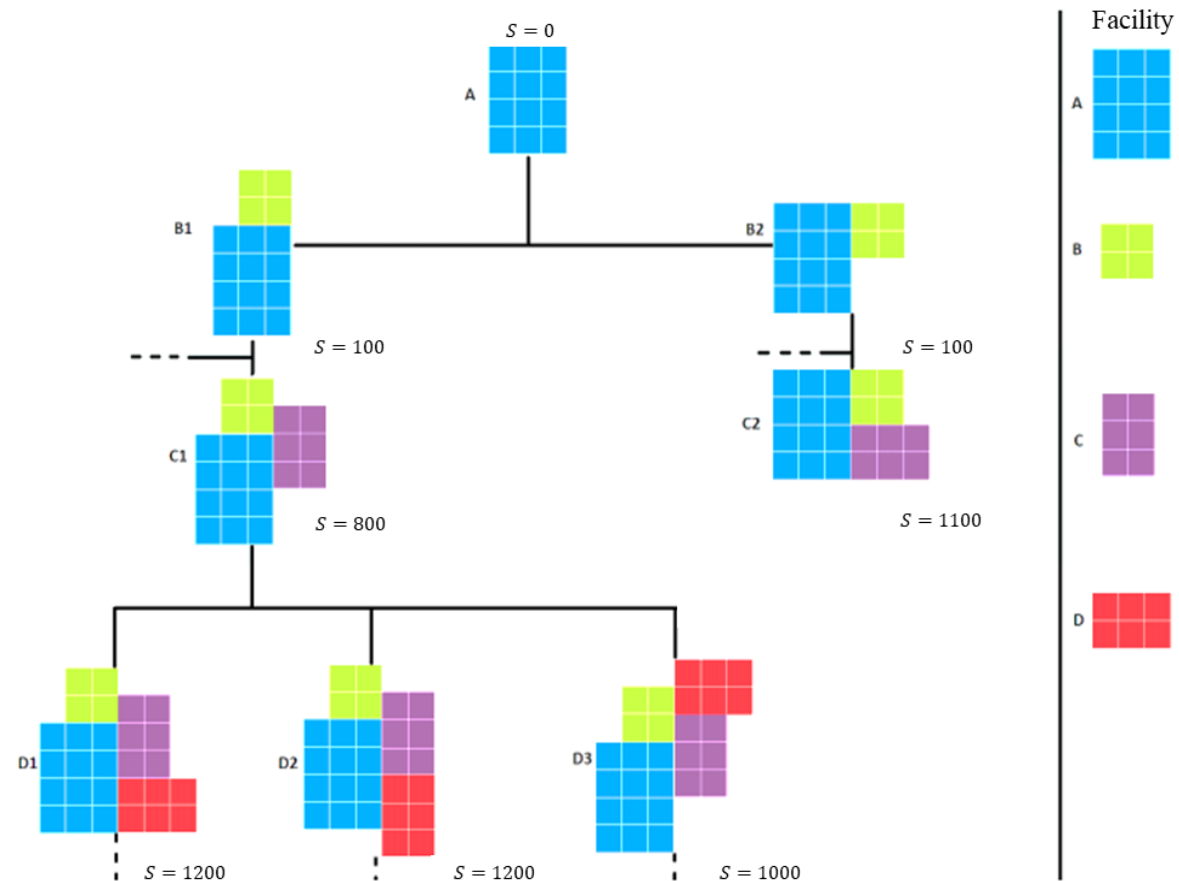 S = 0
Facility
A
A
B1
B2
B
S = 100
S = 100
C2
C
C1
S = 800
S = 1100
D
D1
D2
D3
S = 1200
S = 1200
S = 1000